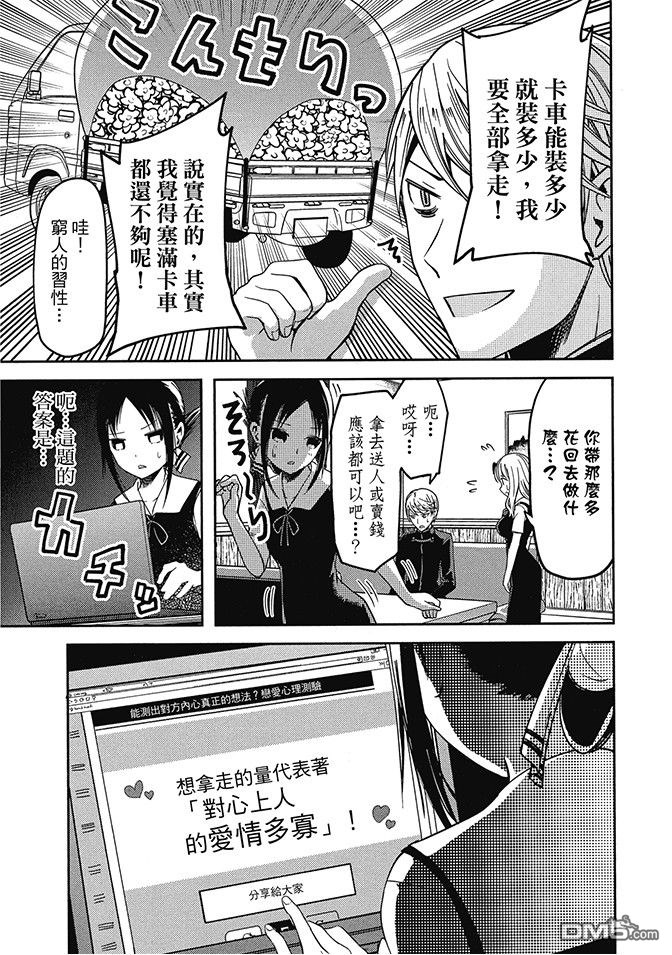 卡車能裝多少
就裝多少，我
要全部拿走！
こんもりっ
說實在的，其實
我覺得塞滿卡車
都還不夠呢！
哇！
窮人的習性…
你帶那麼多
花回去做什
麼…？
呃…
哎呀…
拿去送人或賣錢
應該都可以吧…？
そろ～り
呃…這題的
答案是…
カチッ
能測出對方內心真正的想法？戀愛心理測驗
想拿走的量代表著
「對心上人
的愛情多寡」！
分享給大家
DM5.com